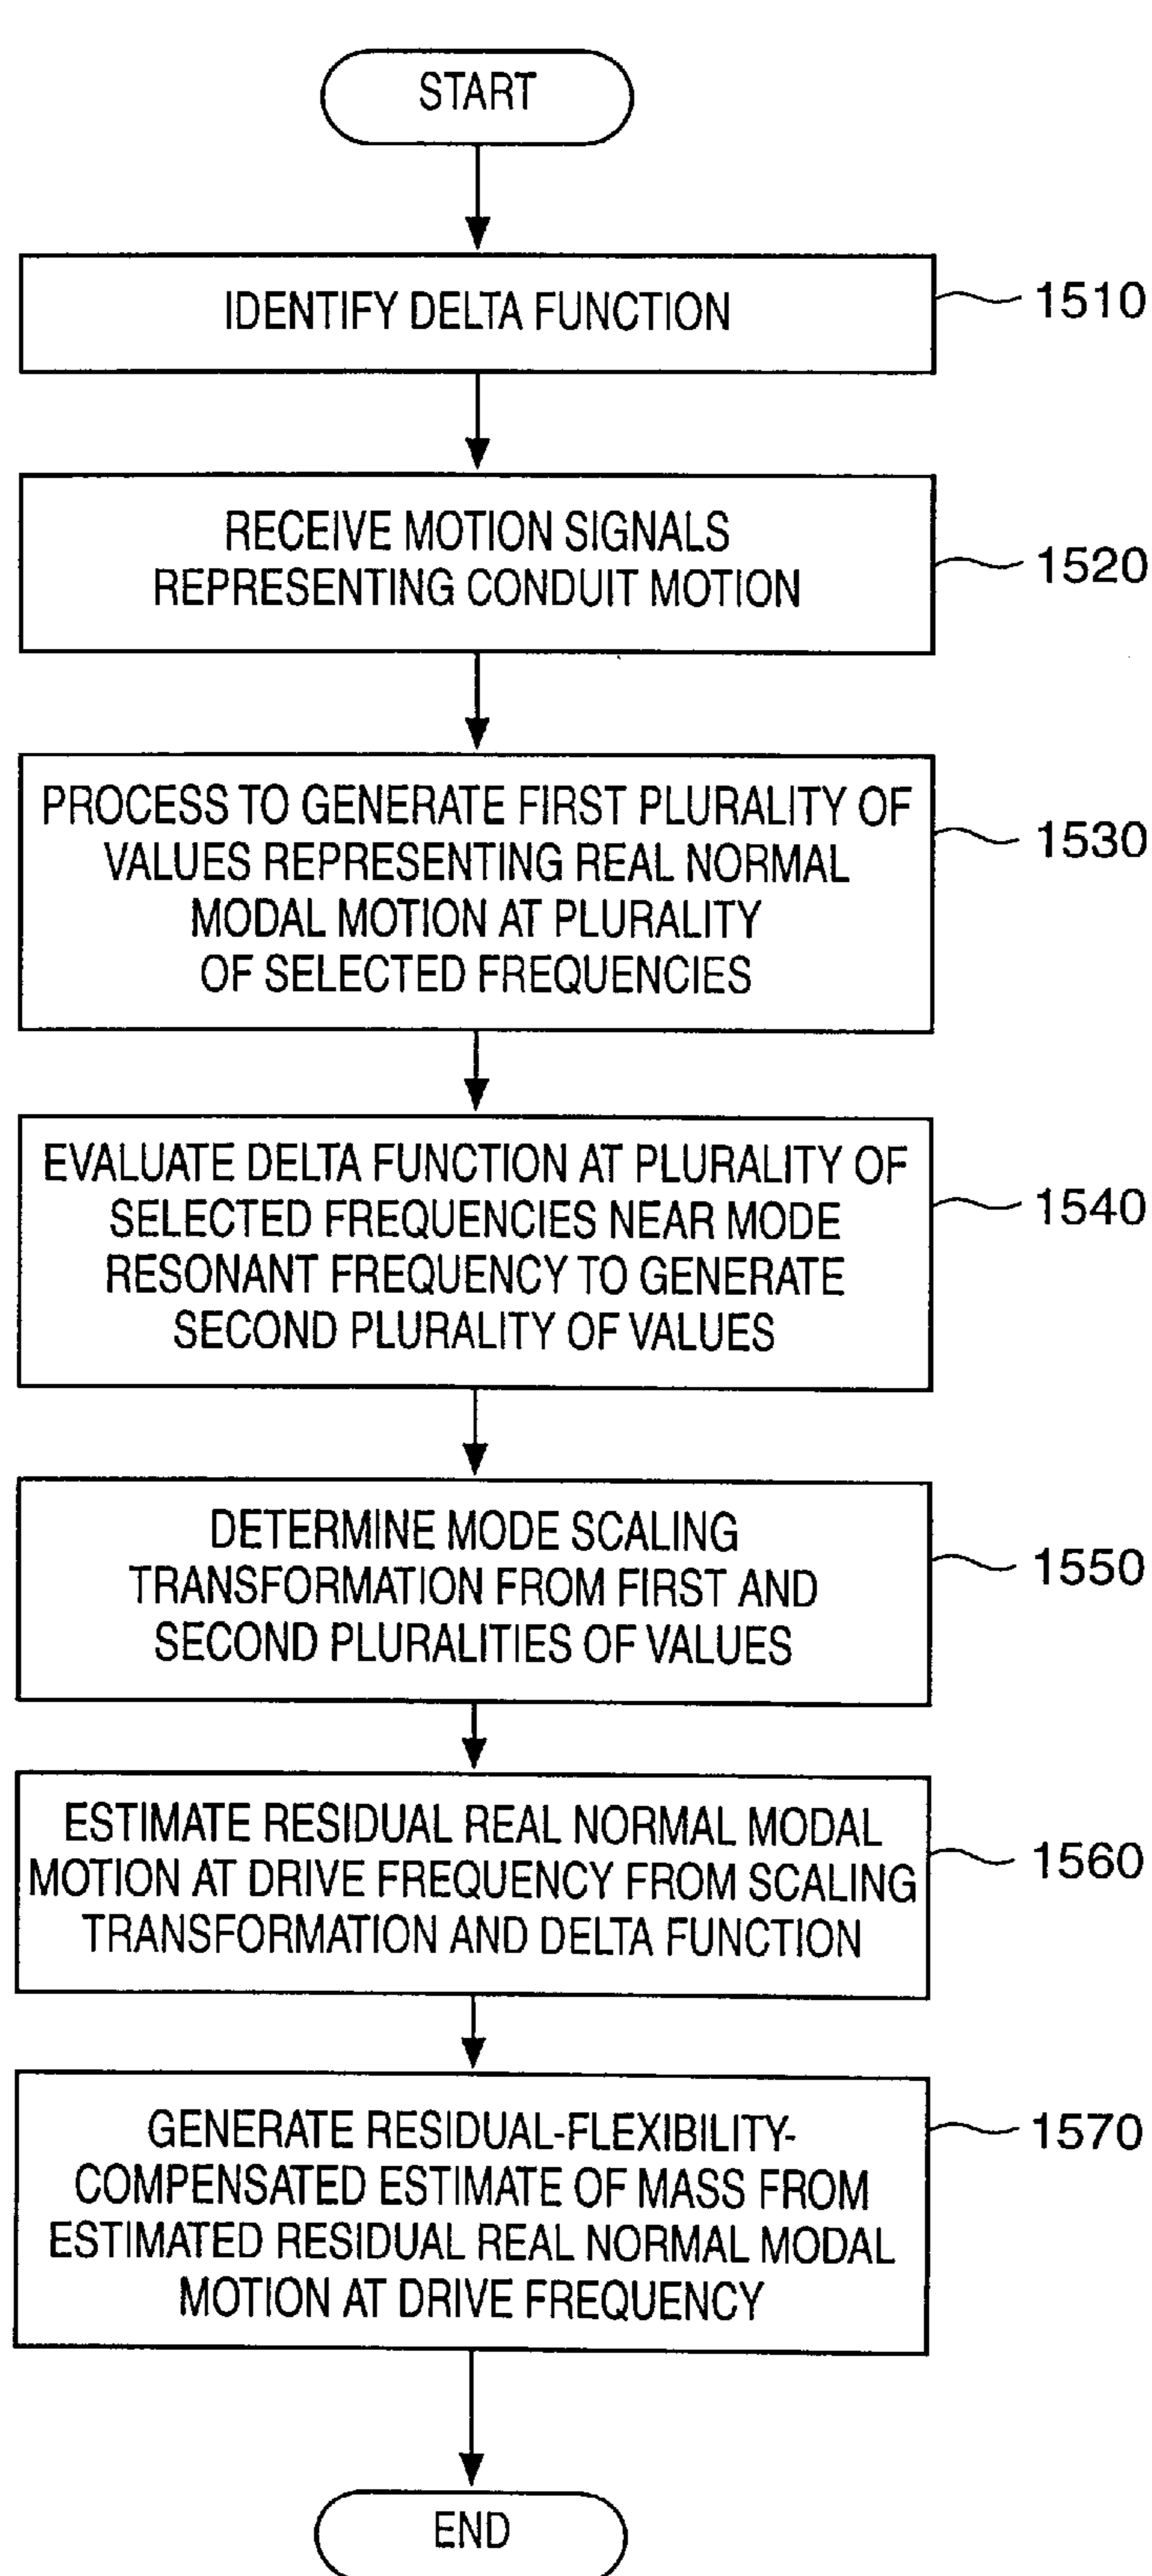 START
IDENTIFY DELTA FUNCTION
1510
RECEIVE MOTION SIGNALS
REPRESENTING CONDUIT MOTION
1520
PROCESS TO GENERATE FIRST PLURALITY OF
VALUES REPRESENTING REAL NORMAL
MODAL MOTION AT PLURALITY
OF SELECTED FREQUENCIES
1530
EVALUATE DELTA FUNCTION AT PLURALITY OF
SELECTED FREQUENCIES NEAR MODE
RESONANT FREQUENCY TO GENERATE
SECOND PLURALITY OF VALUES
1540
DETERMINE MODE SCALING
TRANSFORMATION FROM FIRST AND
SECOND PLURALITIES OF VALUES
1550
ESTIMATE RESIDUAL REAL NORMAL MODAL
MOTION AT DRIVE FREQUENCY FROM SCALING
TRANSFORMATION AND DELTA FUNCTION
1560
GENERATE RESIDUAL-FLEXIBILITY-
COMPENSATED ESTIMATE OF MASS FROM
ESTIMATED RESIDUAL REAL NORMAL MODAL
MOTION AT DRIVE FREQUENCY
1570
END